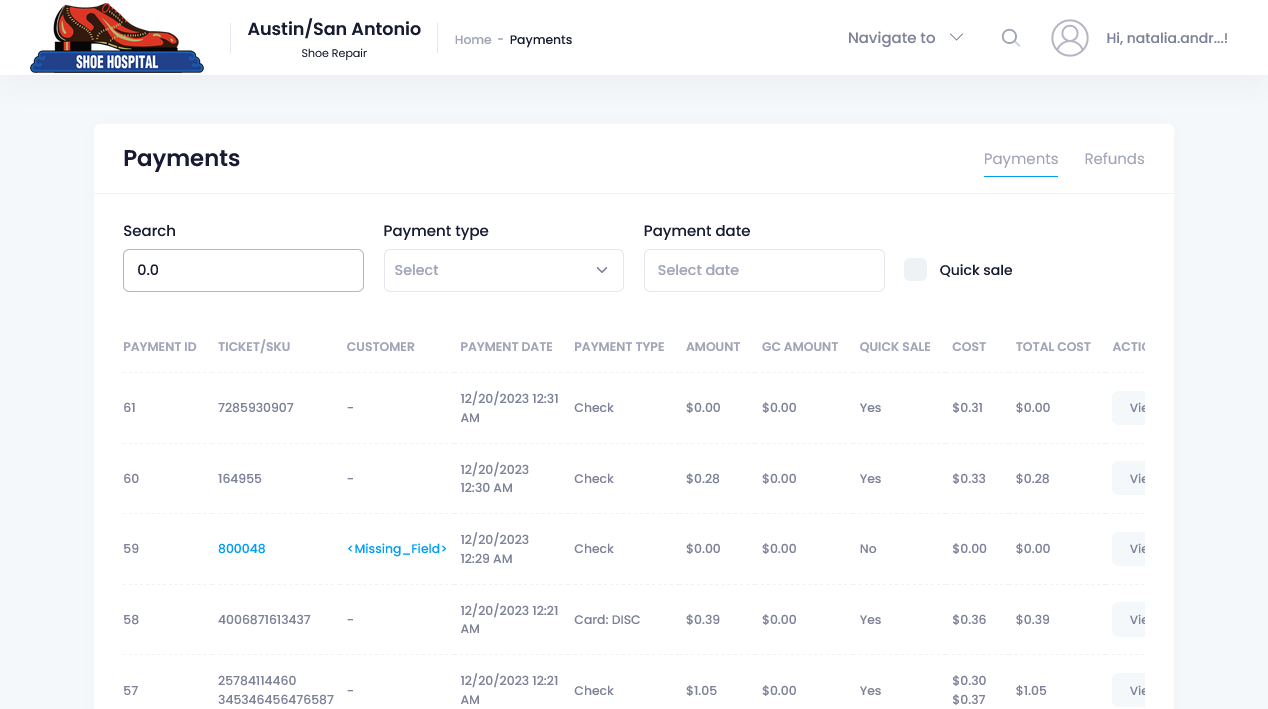 SHOE HOSPITAL
Austin/San Antonio
Shoe Repair
Home - Payments
Navigate to
Hi, natalia.andr...!
Payments
Payments
Refunds
Search
Payment type
Payment date
0.0
Select
Select date
Quick sale
PAYMENT ID TICKET/SKU CUSTOMER PAYMENT DATE PAYMENT TYPE AMOUNT GC AMOUNT QUICK SALE COST TOTAL COST ACTIC
61 7285930907 - 12/20/2023 12:31 AM Check $0.00 $0.00 Yes $0.31 $0.00 Vie
60 164955 - 12/20/2023 12:30 AM Check $0.28 $0.00 Yes $0.33 $0.28 Vie
59 800048 <Missing_Field> 12/20/2023 12:29 AM Check $0.00 $0.00 No $0.00 $0.00 Vie
58 4006871613437 - 12/20/2023 12:21 AM Card: DISC $0.39 $0.00 Yes $0.36 $0.39 Vie
57 25784114460 345346456476587 - 12/20/2023 12:21 AM Check $1.05 $0.00 Yes $0.30 $0.37 $1.05 Vie